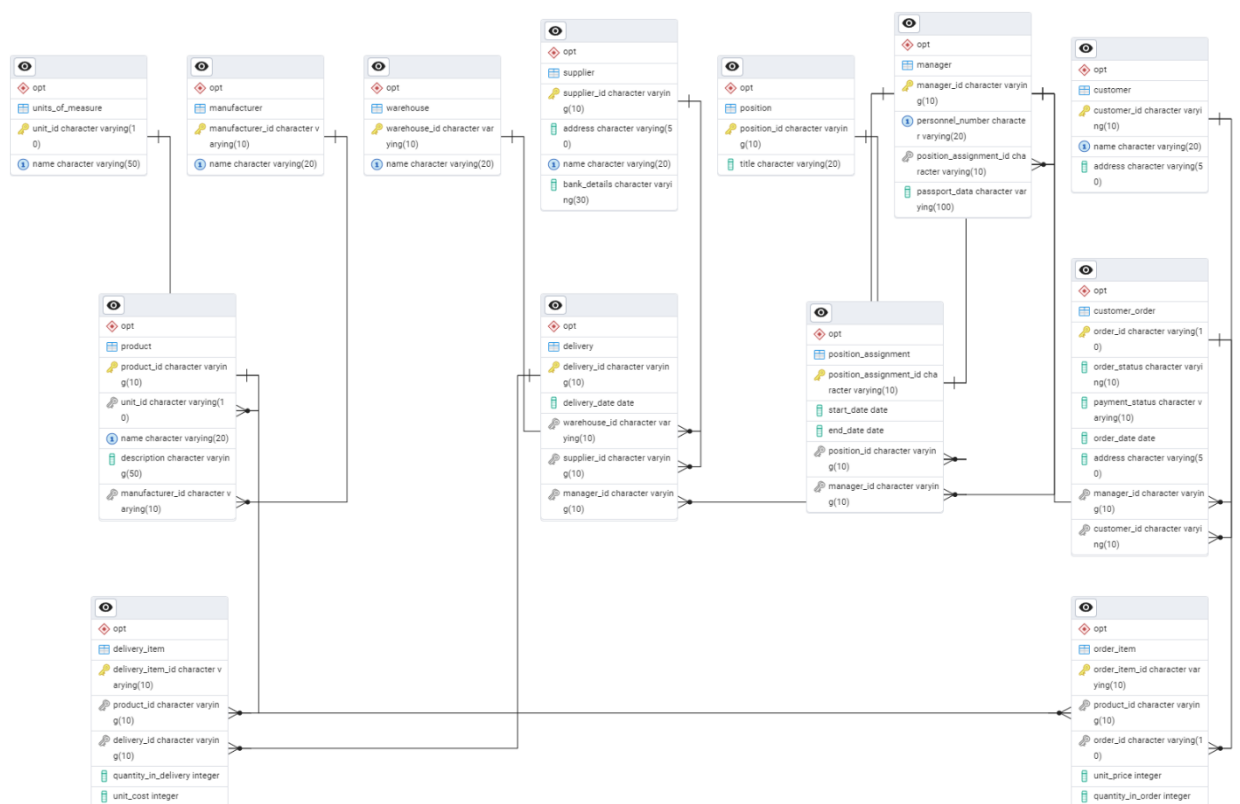 opt
units_of_measure
unit_id character varying(1
0)
name character varying(50)
opt
manufacturer
manufacturer_id character v
arying(10)
name character varying(20)
opt
warehouse
warehouse_id character var
ying(10)
name character varying(20)
opt
supplier
supplier_id character varyin
g(10)
address character varying(5
0)
name character varying(20)
bank_details character varyi
ng(30)
opt
position
position_id character varyin
g(10)
title character varying(20)
opt
manager
manager_id character varyin
g(10)
personnel_number characte
r varying(20)
position_assignment_id cha
racter varying(10)
passport_data character var
ying(100)
opt
customer
customer_id character vary
ing(10)
name character varying(20)
address character varying(5
0)
opt
product
product_id character varyin
g(10)
unit_id character varying(1
0)
name character varying(20)
description character varyin
g(50)
manufacturer_id character v
arying(10)
opt
delivery
delivery_id character varyin
g(10)
delivery_date date
warehouse_id character var
ying(10)
supplier_id character varyin
g(10)
manager_id character varyin
g(10)
opt
position_assignment
position_assignment_id cha
racter varying(10)
start_date date
end_date date
position_id character varyin
g(10)
manager_id character varyin
g(10)
opt
customer_order
order_id character varying(1
0)
order_status character varyi
ng(10)
payment_status character v
arying(10)
order_date date
address character varying(5
0)
manager_id character varyin
g(10)
customer_id character varyi
ng(10)
opt
delivery_item
delivery_item_id character v
arying(10)
product_id character varyin
g(10)
delivery_id character varyin
g(10)
quantity_in_delivery integer
unit_cost integer
opt
order_item
order_item_id character var
ying(10)
product_id character varyin
g(10)
order_id character varying(1
0)
unit_price integer
quantity_in_order integer